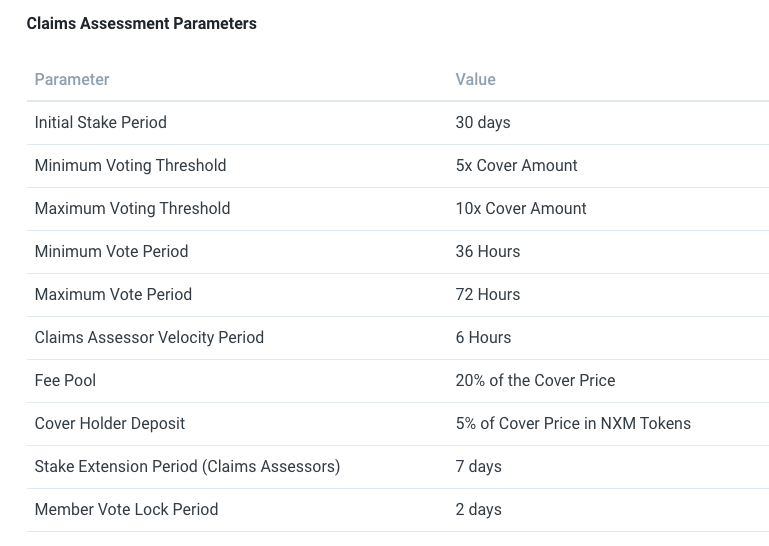 Claims Assessment Parameters
Parameter Value
Initial Stake Period 30 days
Minimum Voting Threshold 5x Cover Amount
Maximum Voting Threshold 10x Cover Amount
Minimum Vote Period 36 Hours
Maximum Vote Period 72 Hours
Claims Assessor Velocity Period 6 Hours
Fee Pool 20% of the Cover Price
Cover Holder Deposit 5% of Cover Price in NXM Tokens
Stake Extension Period (Claims Assessors) 7 days
Member Vote Lock Period 2 days